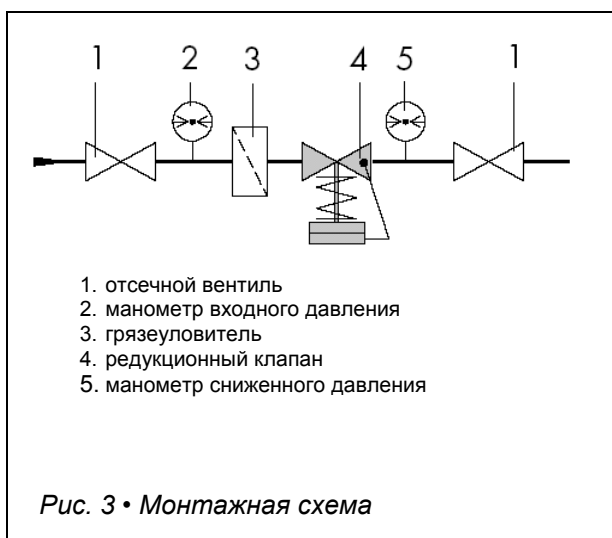 1 2 3 4 5 1
1. отсечной вентиль
2. манометр входного давления
3. грязеуловитель
4. редукционный клапан
5. манометр сниженного давления
Рис. 3 • Монтажная схема